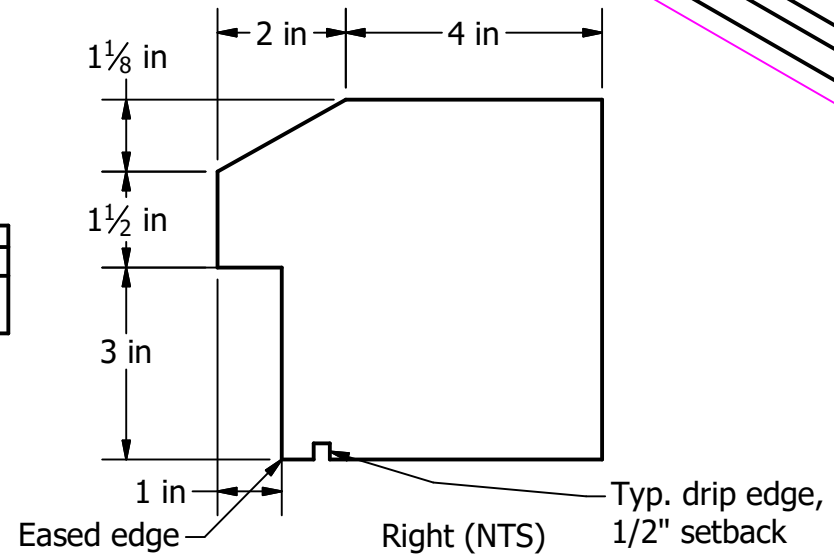 2 in
4 in
1⅛ in
1½ in
3 in
1 in
Eased edge
Right (NTS)
Typ. drip edge,
1/2" setback